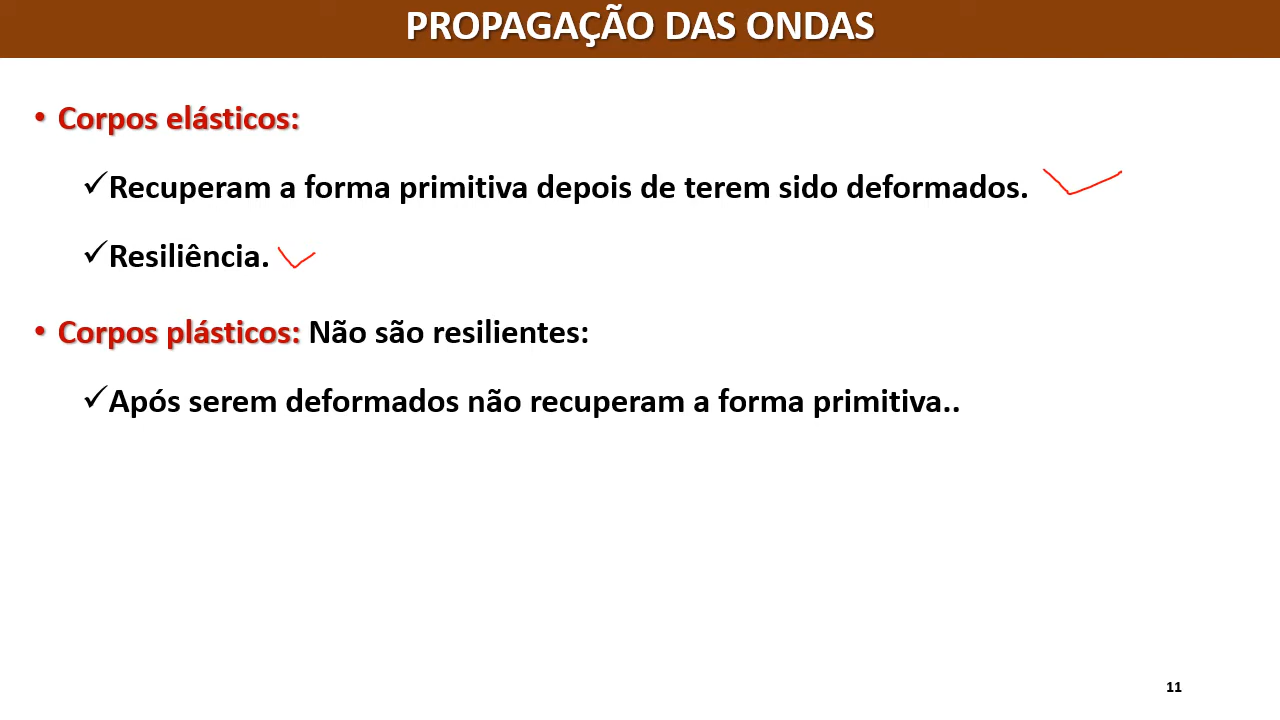 PROPAGAÇÃO DAS ONDAS
• Corpos elásticos:
✓Recuperam a forma primitiva depois de terem sido deformados.
✓Resiliência.
• Corpos plásticos: Não são resilientes:
✓Após serem deformados não recuperam a forma primitiva..
11